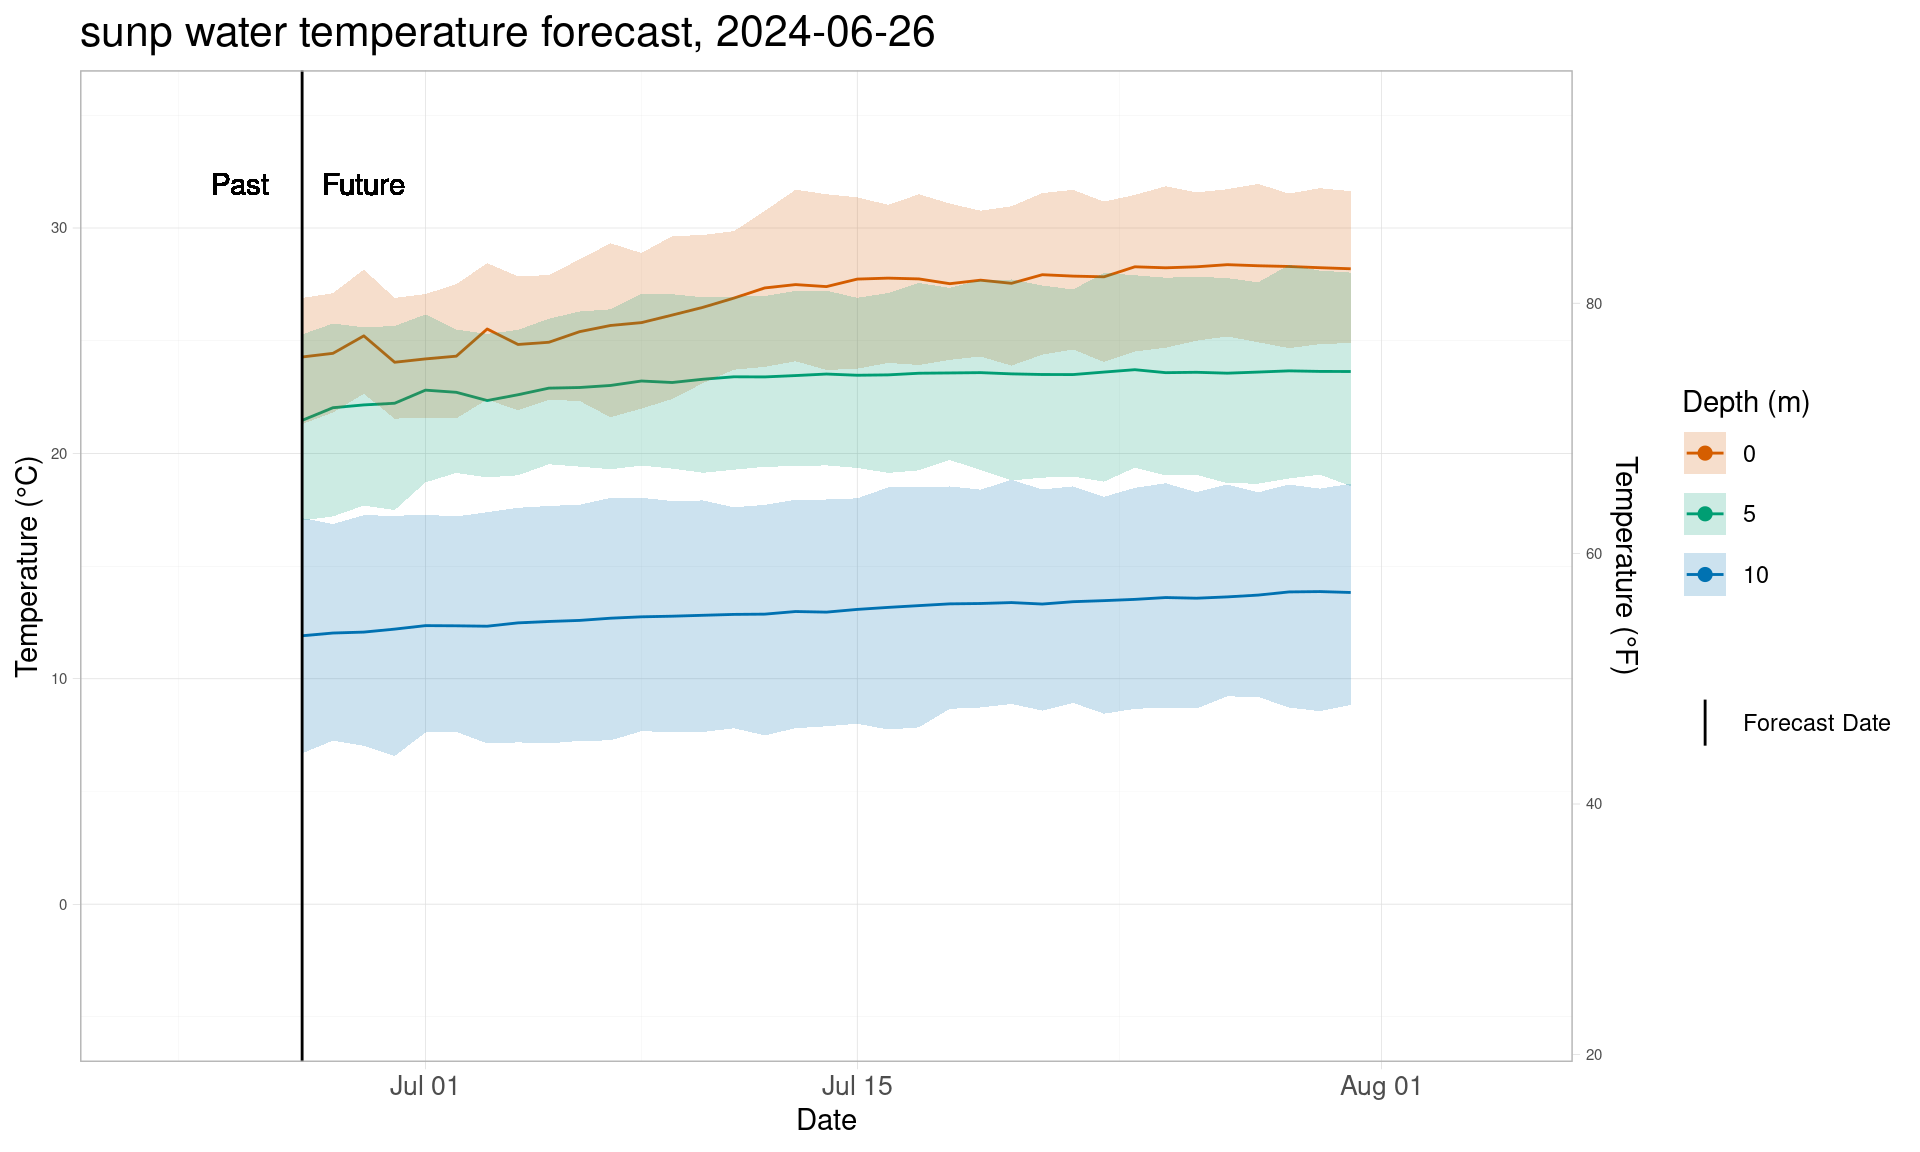 sunp water temperature forecast, 2024-06-26
Past
Future
30
20
10
0
Temperature (°C)
80
60
40
20
Temperature (°F)
Jul 01
Jul 15
Aug 01
Date
Depth (m)
0
5
10
Forecast Date